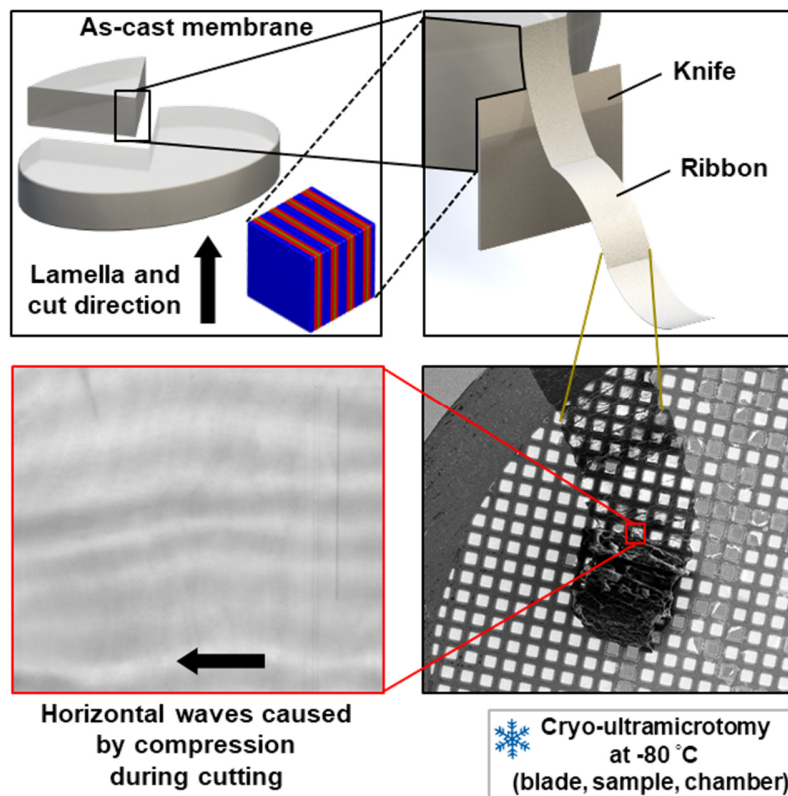 As-cast membrane
Knife
Ribbon
Lamella and
cut direction
Horizontal waves caused
by compression
during cutting
Cryo-ultramicrotomy
at -80 °C
(blade, sample, chamber)